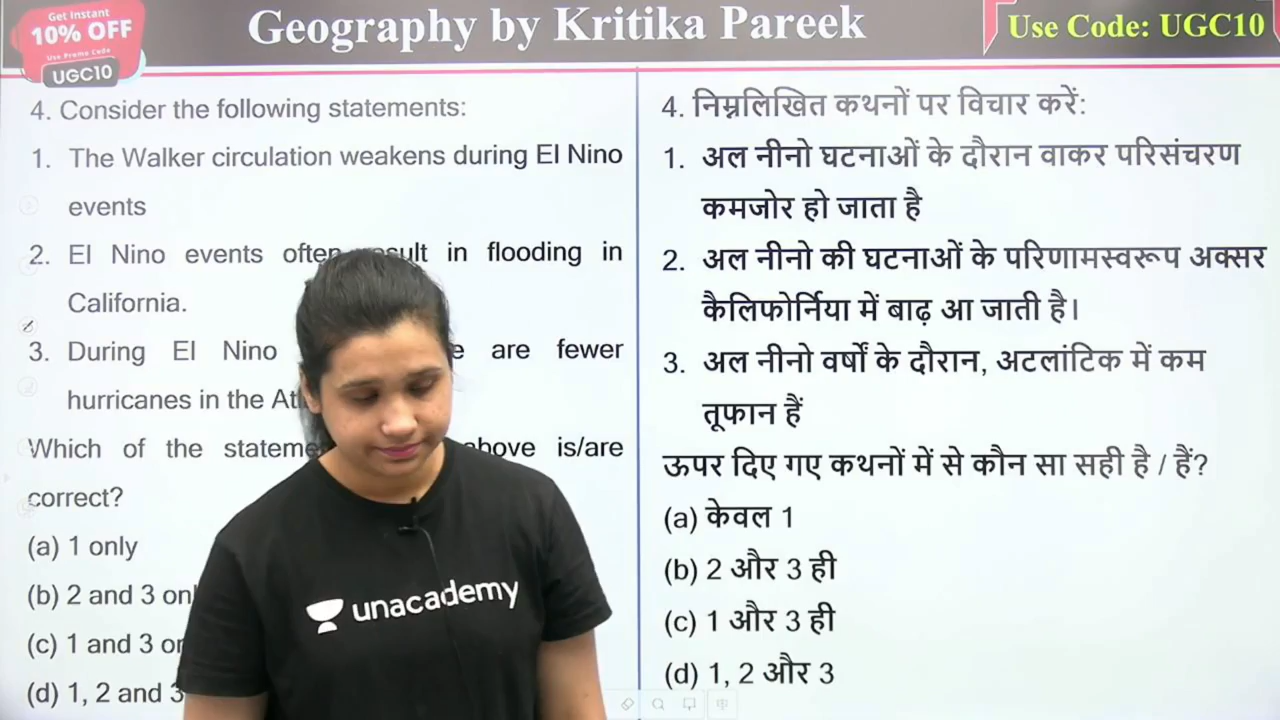 Get Instant
10% OFF
Use Promo Code
UGC10
Geography by Kritika Pareek
Use Code: UGC10
4. Consider the following statements:
1. The Walker circulation weakens during El Nino
events
2. El Nino events often result in flooding in
California.
3. During El Nino are fewer
hurricanes in the
Which of the above is/are
correct?
(a) 1 only
(b) 2 and 3
(c) 1 and 3
(d) 1, 2 and 3
4. निम्नलिखित कथनों पर विचार करें:
1. अल नीनो घटनाओं के दौरान वाकर परिसंचरण
कमजोर हो जाता है
2. अल नीनो की घटनाओं के परिणामस्वरूप अक्सर
कैलिफोर्निया में बाढ़ आ जाती है।
3. अल नीनो वर्षों के दौरान, अटलांटिक में कम
तूफान हैं
ऊपर दिए गए कथनों में से कौन सा सही है / हैं?
(a) केवल 1
(b) 2 और 3 ही
(c) 1 और 3 ही
(d) 1, 2 और 3
unacademy